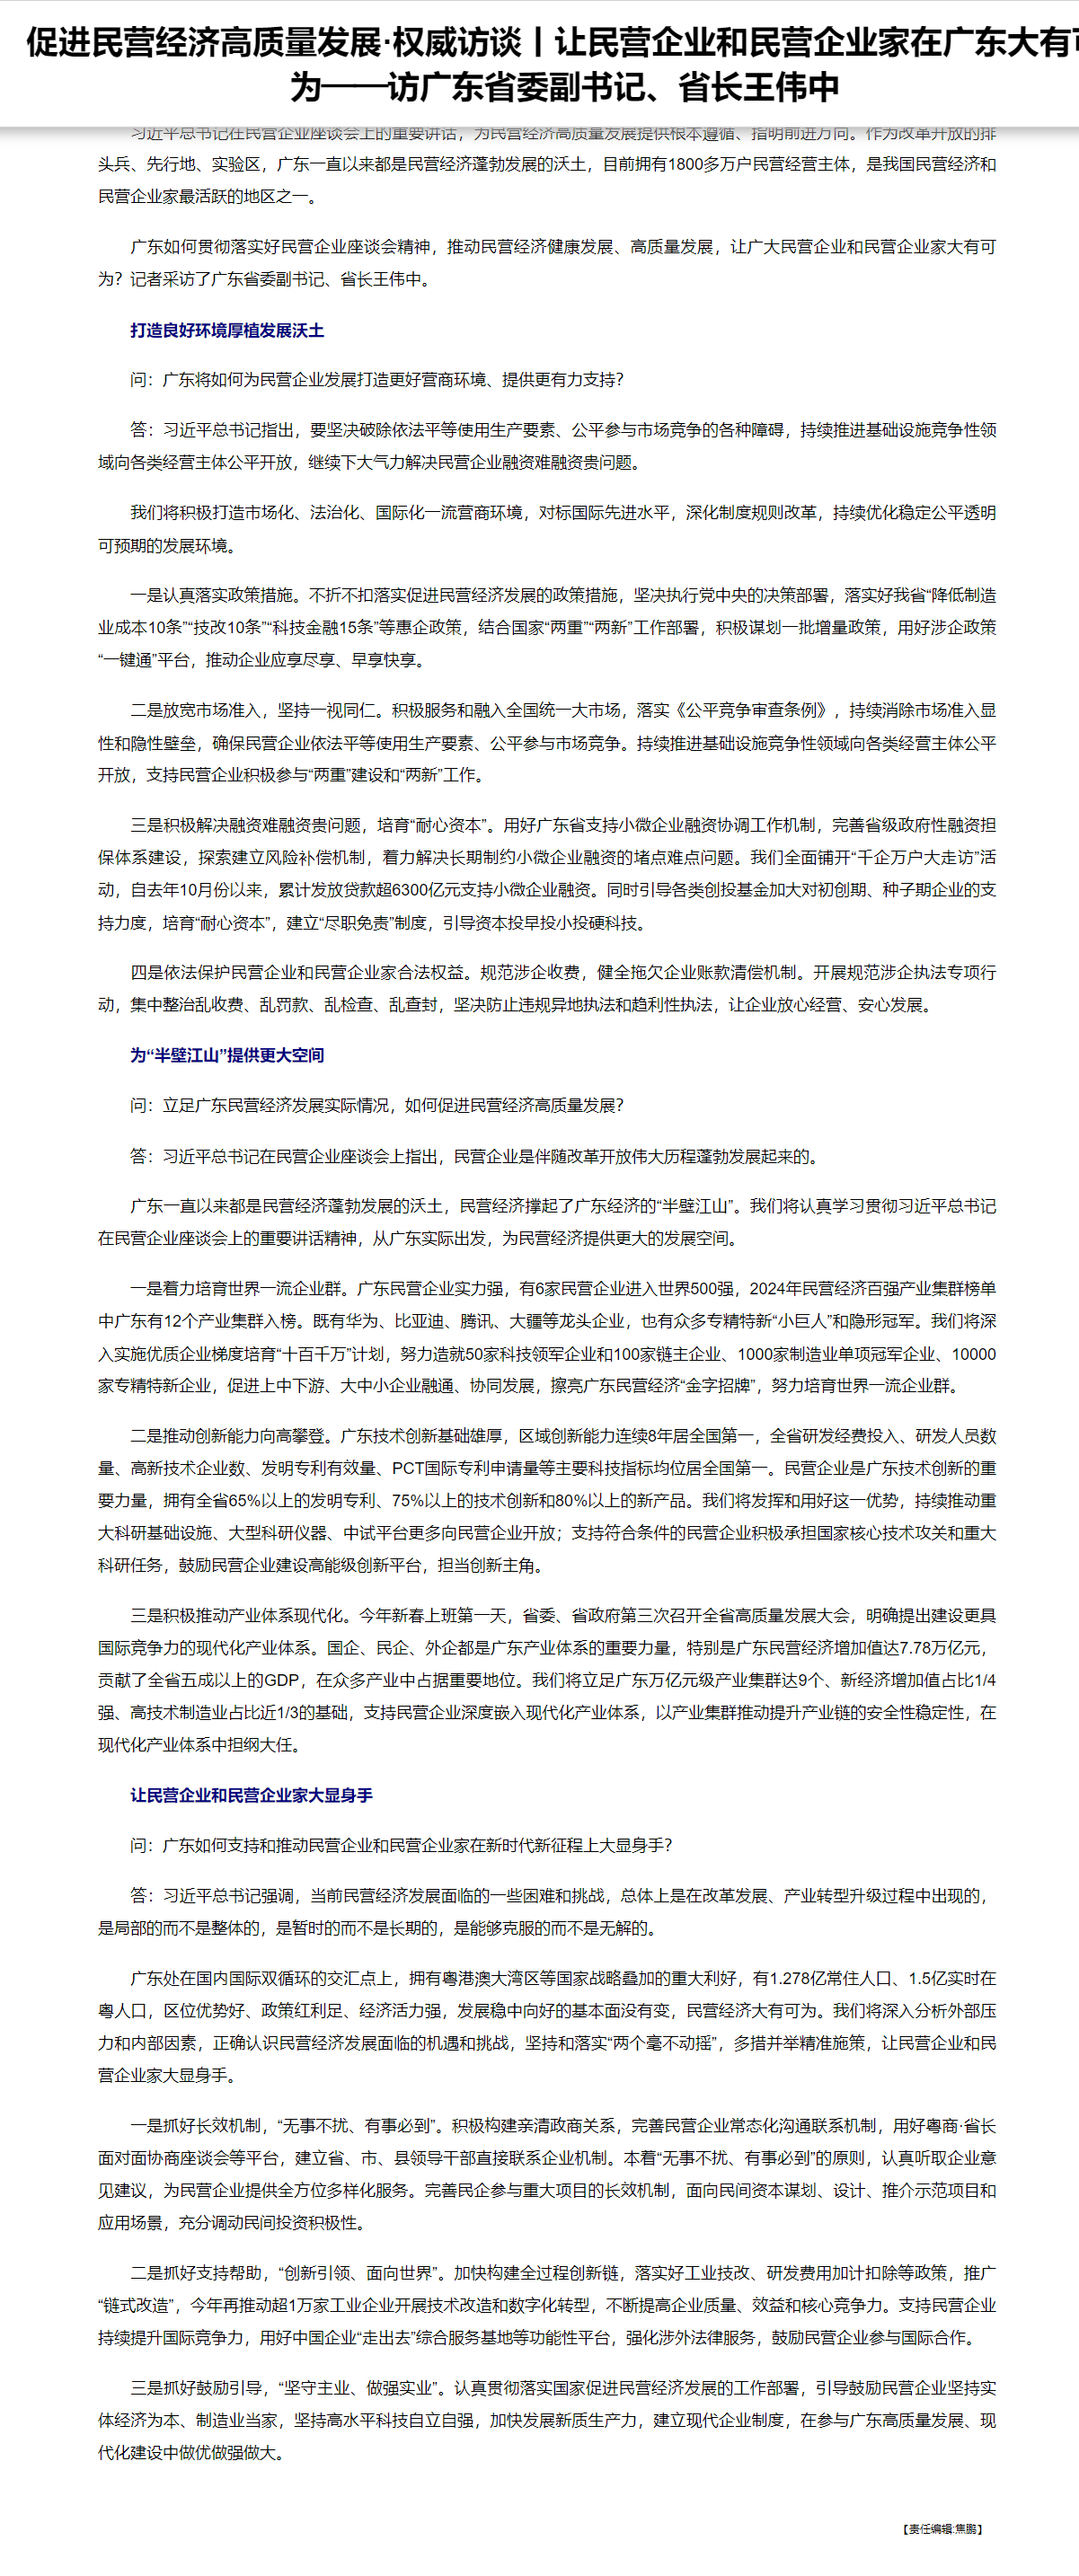 促进民营经济高质量发展·权威访谈丨让民营企业和民营企业家在广东大有可
为——访广东省委副书记、省长王伟中
习近平总书记在民营企业座谈会上的重要讲话，为民营经济高质量发展提供根本遵循、指明前进方向。作为改革开放的排
头兵、先行地、实验区，广东一直以来都是民营经济蓬勃发展的沃土，目前拥有1800多万户民营经营主体，是我国民营经济和
民营企业家最活跃的地区之一。
广东如何贯彻落实好民营企业座谈会精神，推动民营经济健康发展、高质量发展，让广大民营企业和民营企业家大有可
为？记者采访了广东省委副书记、省长王伟中。
打造良好环境厚植发展沃土
问：广东将如何为民营企业发展打造更好营商环境、提供更有力支持？
答：习近平总书记指出，要坚决破除依法平等使用生产要素、公平参与市场竞争的各种障碍，持续推进基础设施竞争性领
域向各类经营主体公平开放，继续下大气力解决民营企业融资难融资贵问题。
我们将积极打造市场化、法治化、国际化一流营商环境，对标国际先进水平，深化制度规则改革，持续优化稳定公平透明
可预期的发展环境。
一是认真落实政策措施。不折不扣落实促进民营经济发展的政策措施，坚决执行党中央的决策部署，落实好我省“降低制造
业成本10条”“技改10条”“科技金融15条”等惠企政策，结合国家“两重”“两新”工作部署，积极谋划一批增量政策，用好涉企政策
“一键通”平台，推动企业应享尽享、早享快享。
二是放宽市场准入，坚持一视同仁。积极服务和融入全国统一大市场，落实《公平竞争审查条例》，持续消除市场准入显
性和隐性壁垒，确保民营企业依法平等使用生产要素、公平参与市场竞争。持续推进基础设施竞争性领域向各类经营主体公平
开放，支持民营企业积极参与“两重”建设和“两新”工作。
三是积极解决融资难融资贵问题，培育“耐心资本”。用好广东省支持小微企业融资协调工作机制，完善省级政府性融资担
保体系建设，探索建立风险补偿机制，着力解决长期制约小微企业融资的堵点难点问题。我们全面铺开“千企万户大走访”活
动，自去年10月份以来，累计发放贷款超6300亿元支持小微企业融资。同时引导各类创投基金加大对初创期、种子期企业的支
持力度，培育“耐心资本”，建立“尽职免责”制度，引导资本投早投小投硬科技。
四是依法保护民营企业和民营企业家合法权益。规范涉企收费，健全拖欠企业账款清偿机制。开展规范涉企执法专项行
动，集中整治乱收费、乱罚款、乱检查、乱查封，坚决防止违规异地执法和趋利性执法，让企业放心经营、安心发展。
为“半壁江山”提供更大空间
问：立足广东民营经济发展实际情况，如何促进民营经济高质量发展？
答：习近平总书记在民营企业座谈会上指出，民营企业是伴随改革开放伟大历程蓬勃发展起来的。
广东一直以来都是民营经济蓬勃发展的沃土，民营经济撑起了广东经济的“半壁江山”。我们将认真学习贯彻习近平总书记
在民营企业座谈会上的重要讲话精神，从广东实际出发，为民营经济提供更大的发展空间。
一是着力培育世界一流企业群。广东民营企业实力强，有6家民营企业进入世界500强，2024年民营经济百强产业集群榜单
中广东有12个产业集群入榜。既有华为、比亚迪、腾讯、大疆等龙头企业，也有众多专精特新“小巨人”和隐形冠军。我们将深
入实施优质企业梯度培育“十百千万”计划，努力造就50家科技领军企业和100家链主企业、1000家制造业单项冠军企业、10000
家专精特新企业，促进上中下游、大中小企业融通、协同发展，擦亮广东民营经济“金字招牌”，努力培育世界一流企业群。
二是推动创新能力向高攀登。广东技术创新基础雄厚，区域创新能力连续8年居全国第一，全省研发经费投入、研发人员数
量、高新技术企业数、发明专利有效量、PCT国际专利申请量等主要科技指标均位居全国第一。民营企业是广东技术创新的重
要力量，拥有全省65%以上的发明专利、75%以上的技术创新和80%以上的新产品。我们将发挥和用好这一优势，持续推动重
大科研基础设施、大型科研仪器、中试平台更多向民营企业开放；支持符合条件的民营企业积极承担国家核心技术攻关和重大
科研任务，鼓励民营企业建设高能级创新平台，担当创新主角。
三是积极推动产业体系现代化。今年新春上班第一天，省委、省政府第三次召开全省高质量发展大会，明确提出建设更具
国际竞争力的现代化产业体系。国企、民企、外企都是广东产业体系的重要力量，特别是广东民营经济增加值达7.78万亿元，
贡献了全省五成以上的GDP，在众多产业中占据重要地位。我们将立足广东万亿元级产业集群达9个、新经济增加值占比1/4
强、高技术制造业占比近1/3的基础，支持民营企业深度嵌入现代化产业体系，以产业集群推动提升产业链的安全性稳定性，在
现代化产业体系中担纲大任。
让民营企业和民营企业家大显身手
问：广东如何支持和推动民营企业和民营企业家在新时代新征程上大显身手？
答：习近平总书记强调，当前民营经济发展面临的一些困难和挑战，总体上是在改革发展、产业转型升级过程中出现的，
是局部的而不是整体的，是暂时的而不是长期的，是能够克服的而不是无解的。
广东处在国内国际双循环的交汇点上，拥有粤港澳大湾区等国家战略叠加的重大利好，有1.278亿常住人口、1.5亿实时在
粤人口，区位优势好、政策红利足、经济活力强，发展稳中向好的基本面没有变，民营经济大有可为。我们将深入分析外部压
力和内部因素，正确认识民营经济发展面临的机遇和挑战，坚持和落实“两个毫不动摇”，多措并举精准施策，让民营企业和民
营企业家大显身手。
一是抓好长效机制，“无事不扰、有事必到”。积极构建亲清政商关系，完善民营企业常态化沟通联系机制，用好粤商·省长
面对面协商座谈会等平台，建立省、市、县领导干部直接联系企业机制。本着“无事不扰、有事必到”的原则，认真听取企业意
见建议，为民营企业提供全方位多样化服务。完善民企参与重大项目的长效机制，面向民间资本谋划、设计、推介示范项目和
应用场景，充分调动民间投资积极性。
二是抓好支持帮助，“创新引领、面向世界”。加快构建全过程创新链，落实好工业技改、研发费用加计扣除等政策，推广
“链式改造”，今年再推动超1万家工业企业开展技术改造和数字化转型，不断提高企业质量、效益和核心竞争力。支持民营企业
持续提升国际竞争力，用好中国企业“走出去”综合服务基地等功能性平台，强化涉外法律服务，鼓励民营企业参与国际合作。
三是抓好鼓励引导，“坚守主业、做强实业”。认真贯彻落实国家促进民营经济发展的工作部署，引导鼓励民营企业坚持实
体经济为本、制造业当家，坚持高水平科技自立自强，加快发展新质生产力，建立现代企业制度，在参与广东高质量发展、现
代化建设中做优做强做大。
【责任编辑:焦鹏】